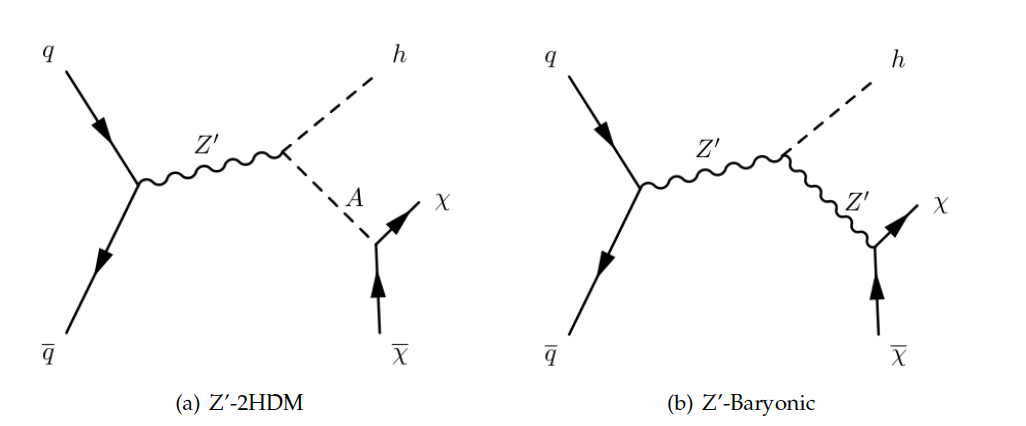 q h q h
Z′ Z′
A χ Z′ χ
q̅ χ̅ q̅ χ̅
(a) Z′-2HDM (b) Z′-Baryonic